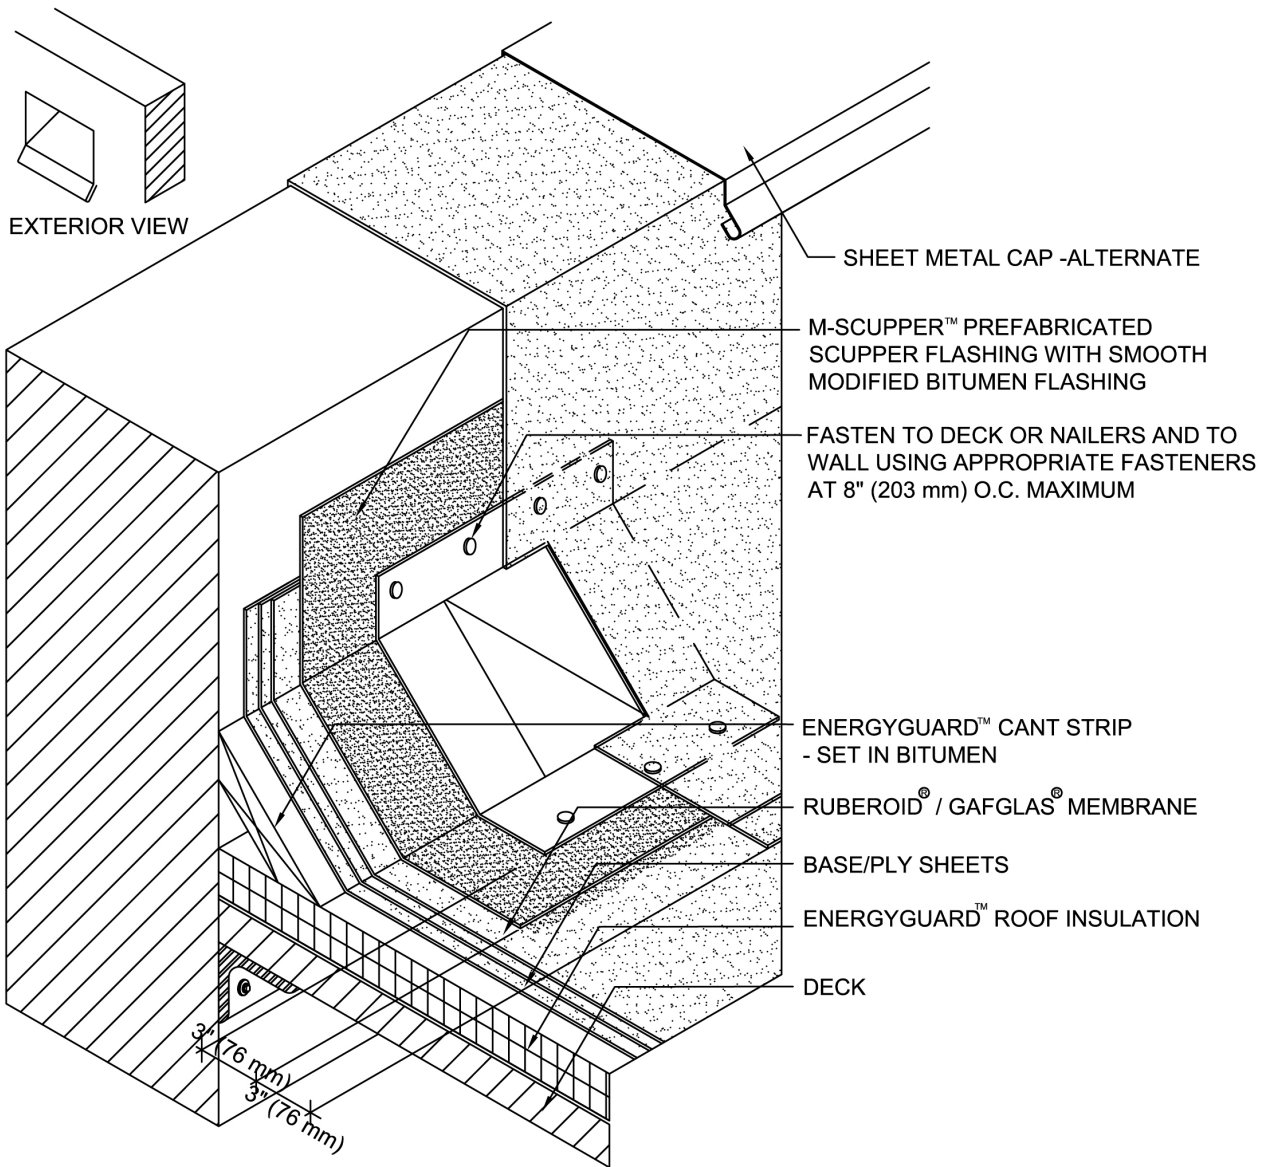 EXTERIOR VIEW
SHEET METAL CAP -ALTERNATE
M-SCUPPER™ PREFABRICATED
SCUPPER FLASHING WITH SMOOTH
MODIFIED BITUMEN FLASHING
FASTEN TO DECK OR NAILERS AND TO
WALL USING APPROPRIATE FASTENERS
AT 8" (203 mm) O.C. MAXIMUM
ENERGYGUARD™ CANT STRIP
- SET IN BITUMEN
RUBEROID® / GAFGLAS® MEMBRANE
BASE/PLY SHEETS
ENERGYGUARD™ ROOF INSULATION
DECK
3" (76 mm)
3" (76 mm)